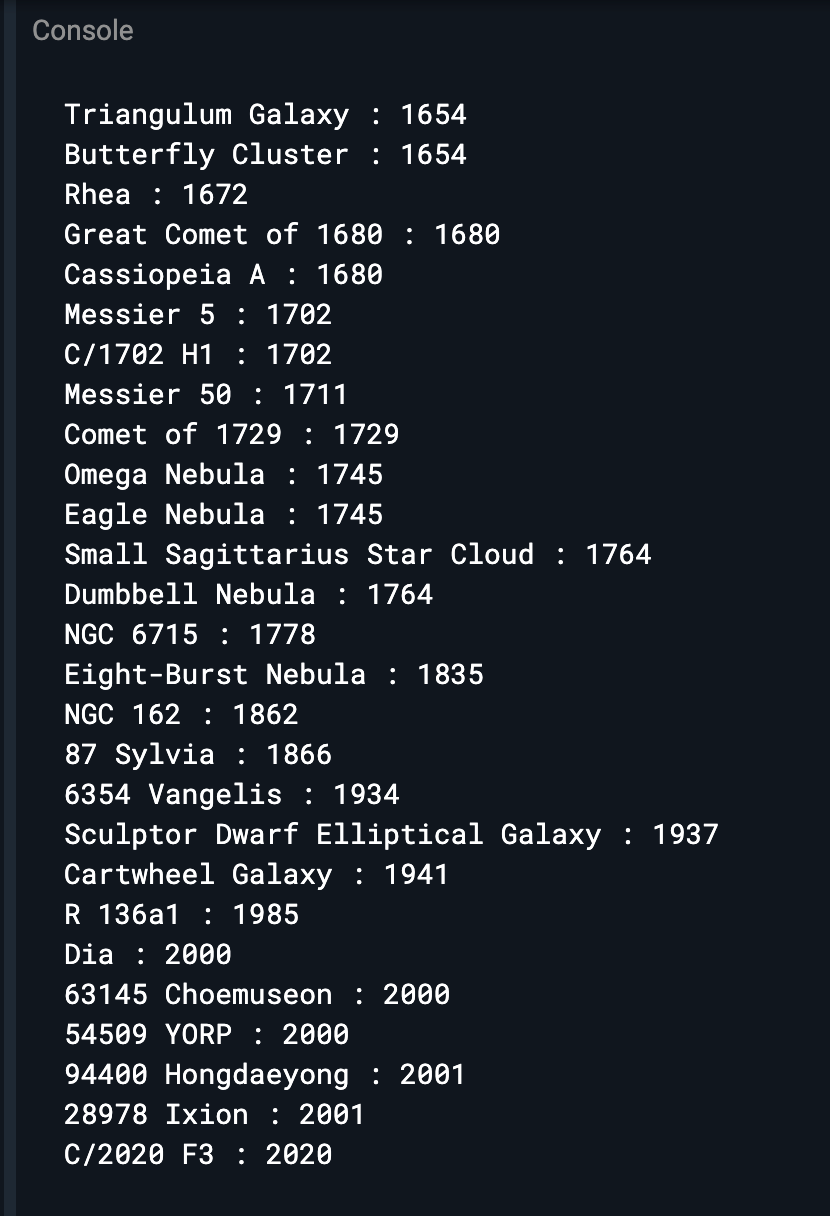 Console
Triangulum Galaxy : 1654
Butterfly Cluster : 1654
Rhea : 1672
Great Comet of 1680 : 1680
Cassiopeia A : 1680
Messier 5 : 1702
C/1702 H1 : 1702
Messier 50 : 1711
Comet of 1729 : 1729
Omega Nebula : 1745
Eagle Nebula : 1745
Small Sagittarius Star Cloud : 1764
Dumbbell Nebula : 1764
NGC 6715 : 1778
Eight-Burst Nebula : 1835
NGC 162 : 1862
87 Sylvia : 1866
6354 Vangelis : 1934
Sculptor Dwarf Elliptical Galaxy : 1937
Cartwheel Galaxy : 1941
R 136a1 : 1985
Dia : 2000
63145 Choemuseon : 2000
54509 YORP : 2000
94400 Hongdaeyong : 2001
28978 Ixion : 2001
C/2020 F3 : 2020